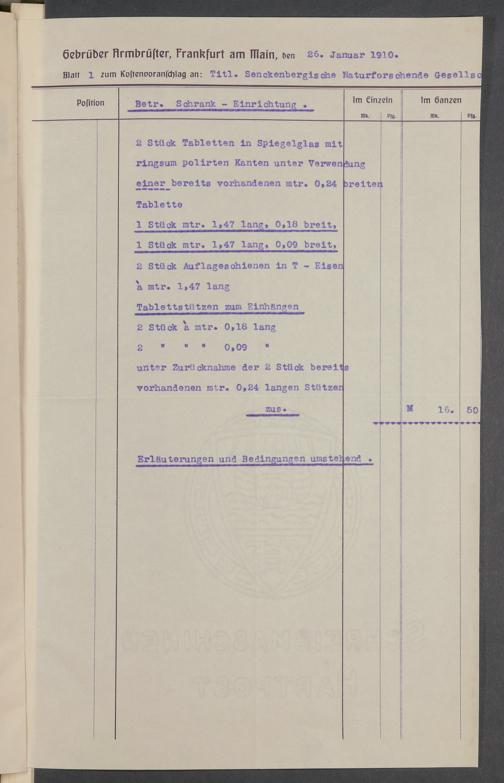 Gebrüder Armbrüster, Frankfurt am Main, den 26. Januar 1910.
Blatt 1 zum Kostenvoranschlag an: Titl. Senckenbergische Naturforschende Gesellsc
Position Betr. Schrank - Einrichtung . Im Einzeln Im Ganzen
Mk. Pfg. Mk. Pfg.
2 Stück Tabletten in Spiegelglas mit
ringsum polirten Kanten unter Verwendung
einer bereits vorhandenen mtr. 0,24 breiten
Tablette
1 Stück mtr. 1,47 lang, 0,18 breit,
1 Stück mtr. 1,47 lang, 0,09 breit,
2 Stück Auflageschienen in T - Eisen
à mtr. 1,47 lang
Tablettstützen zum Einhängen
2 Stück à mtr. 0,18 lang
2 " " " 0,09 "
unter Zurücknahme der 2 Stück bereits
vorhandenen mtr. 0,24 langen Stützen
zus. M 16. 50
Erläuterungen und Bedingungen umstehend .
SCHREIBMASCHINEN
HARTPOST